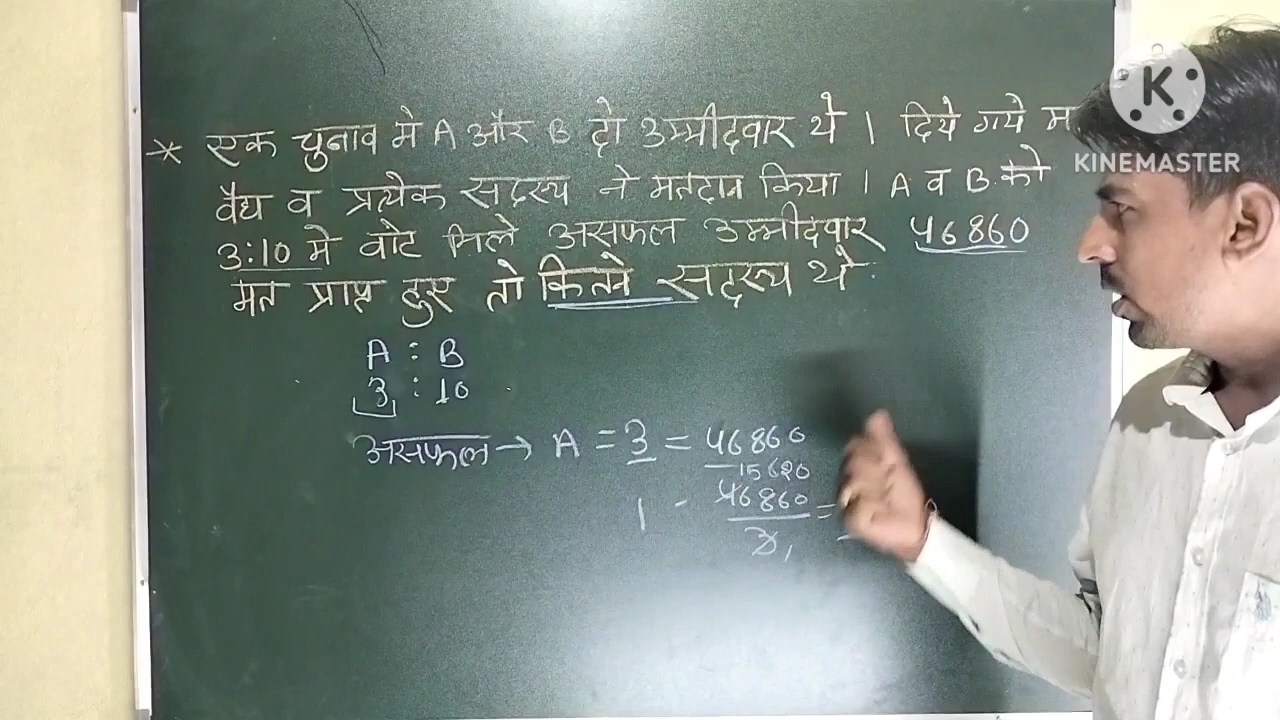 * एक चुनाव मे A और B दो उम्मीदवार थे । दिये गये
वैद्य व प्रत्येक सदस्य ने मतदान किया । A व B को
3:10 मे वोट मिले असफल उम्मीदवार 46860
मत प्राप्त हुए तो कितने सदस्य थे
A : B
3 : 10
असफल → A = 3 = 46860
15620
1 - 46860 =
3 1
K
KINEMASTER